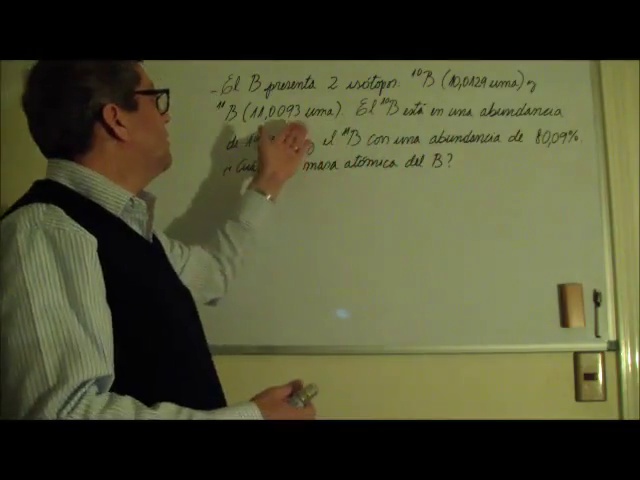 - El B presenta 2 isótopos: ¹⁰B (10,0129 uma) y
¹¹B (11,0093 uma). El ¹⁰B está en una abundancia
de y el ¹¹B con una abundancia de 80,09%.
masa atómica del B?